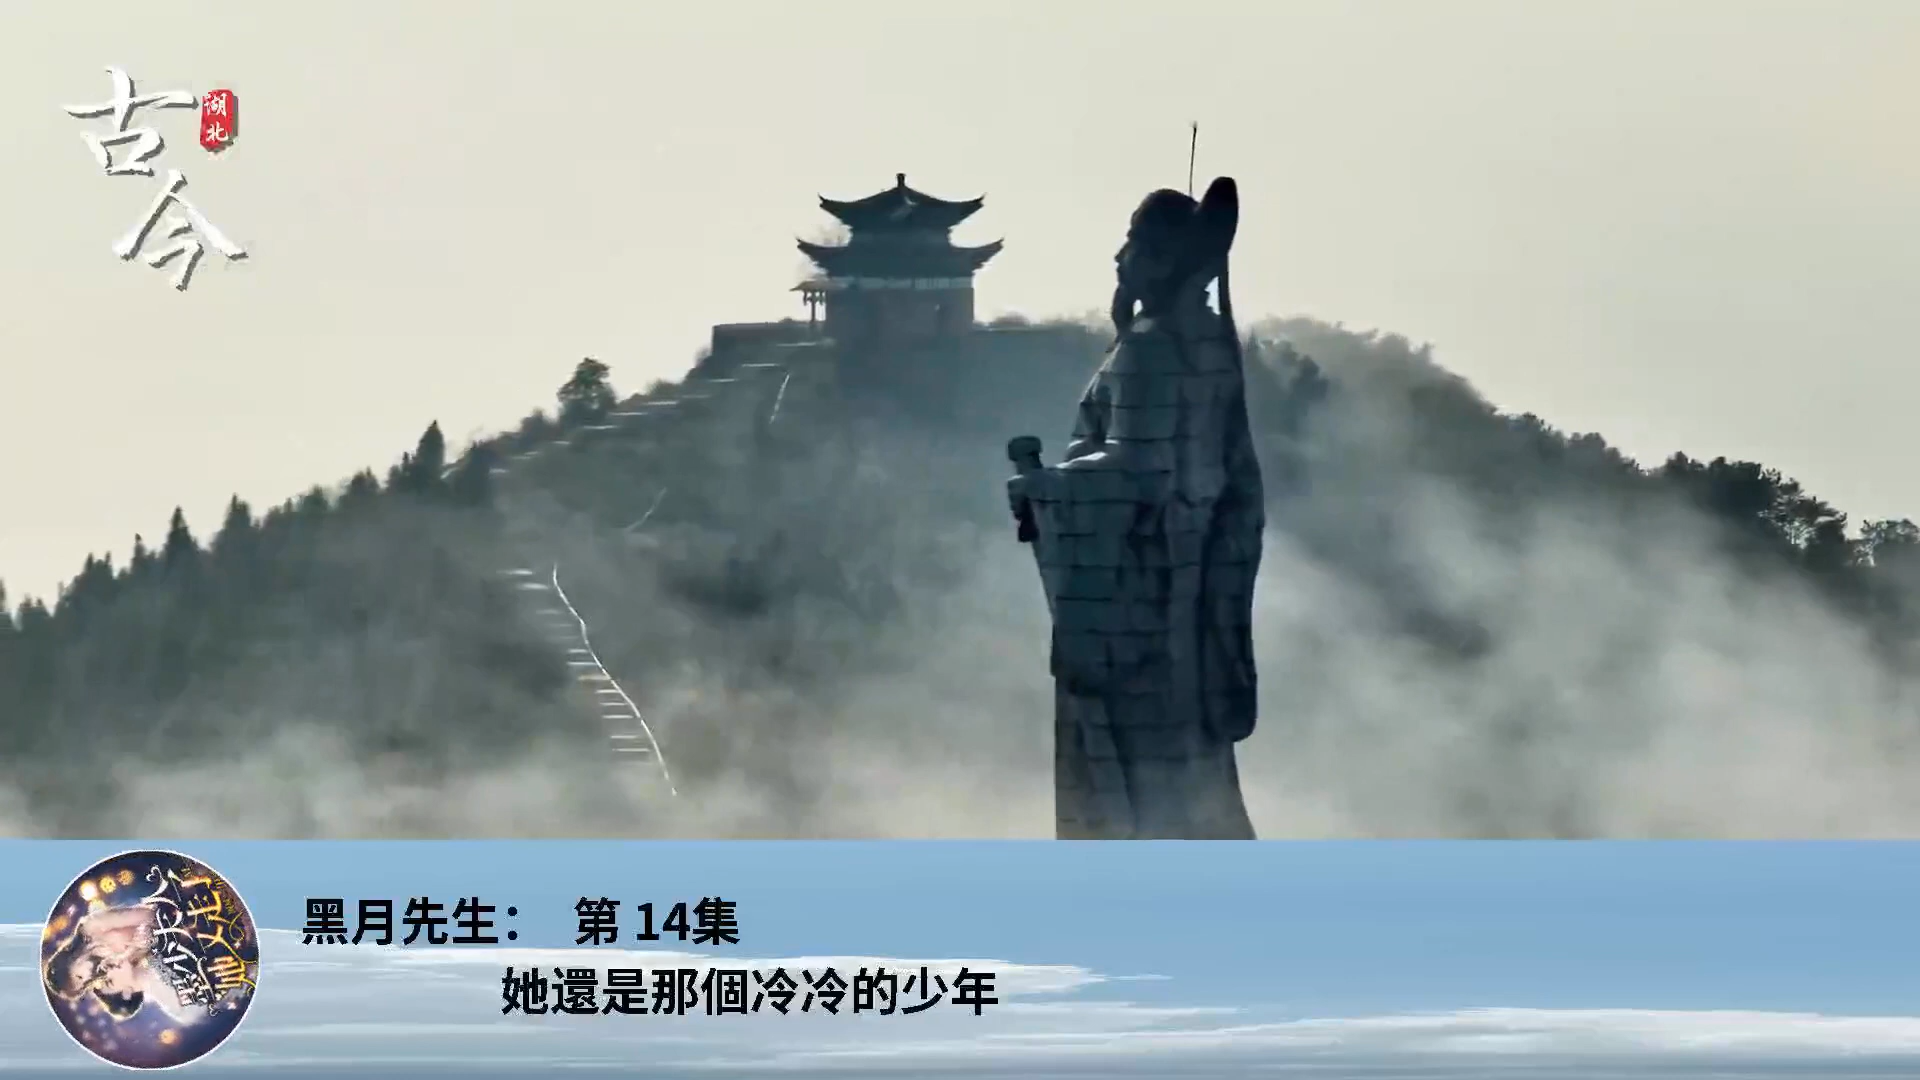 古今
湖北
黑月先生： 第 14集
她還是那個冷冷的少年